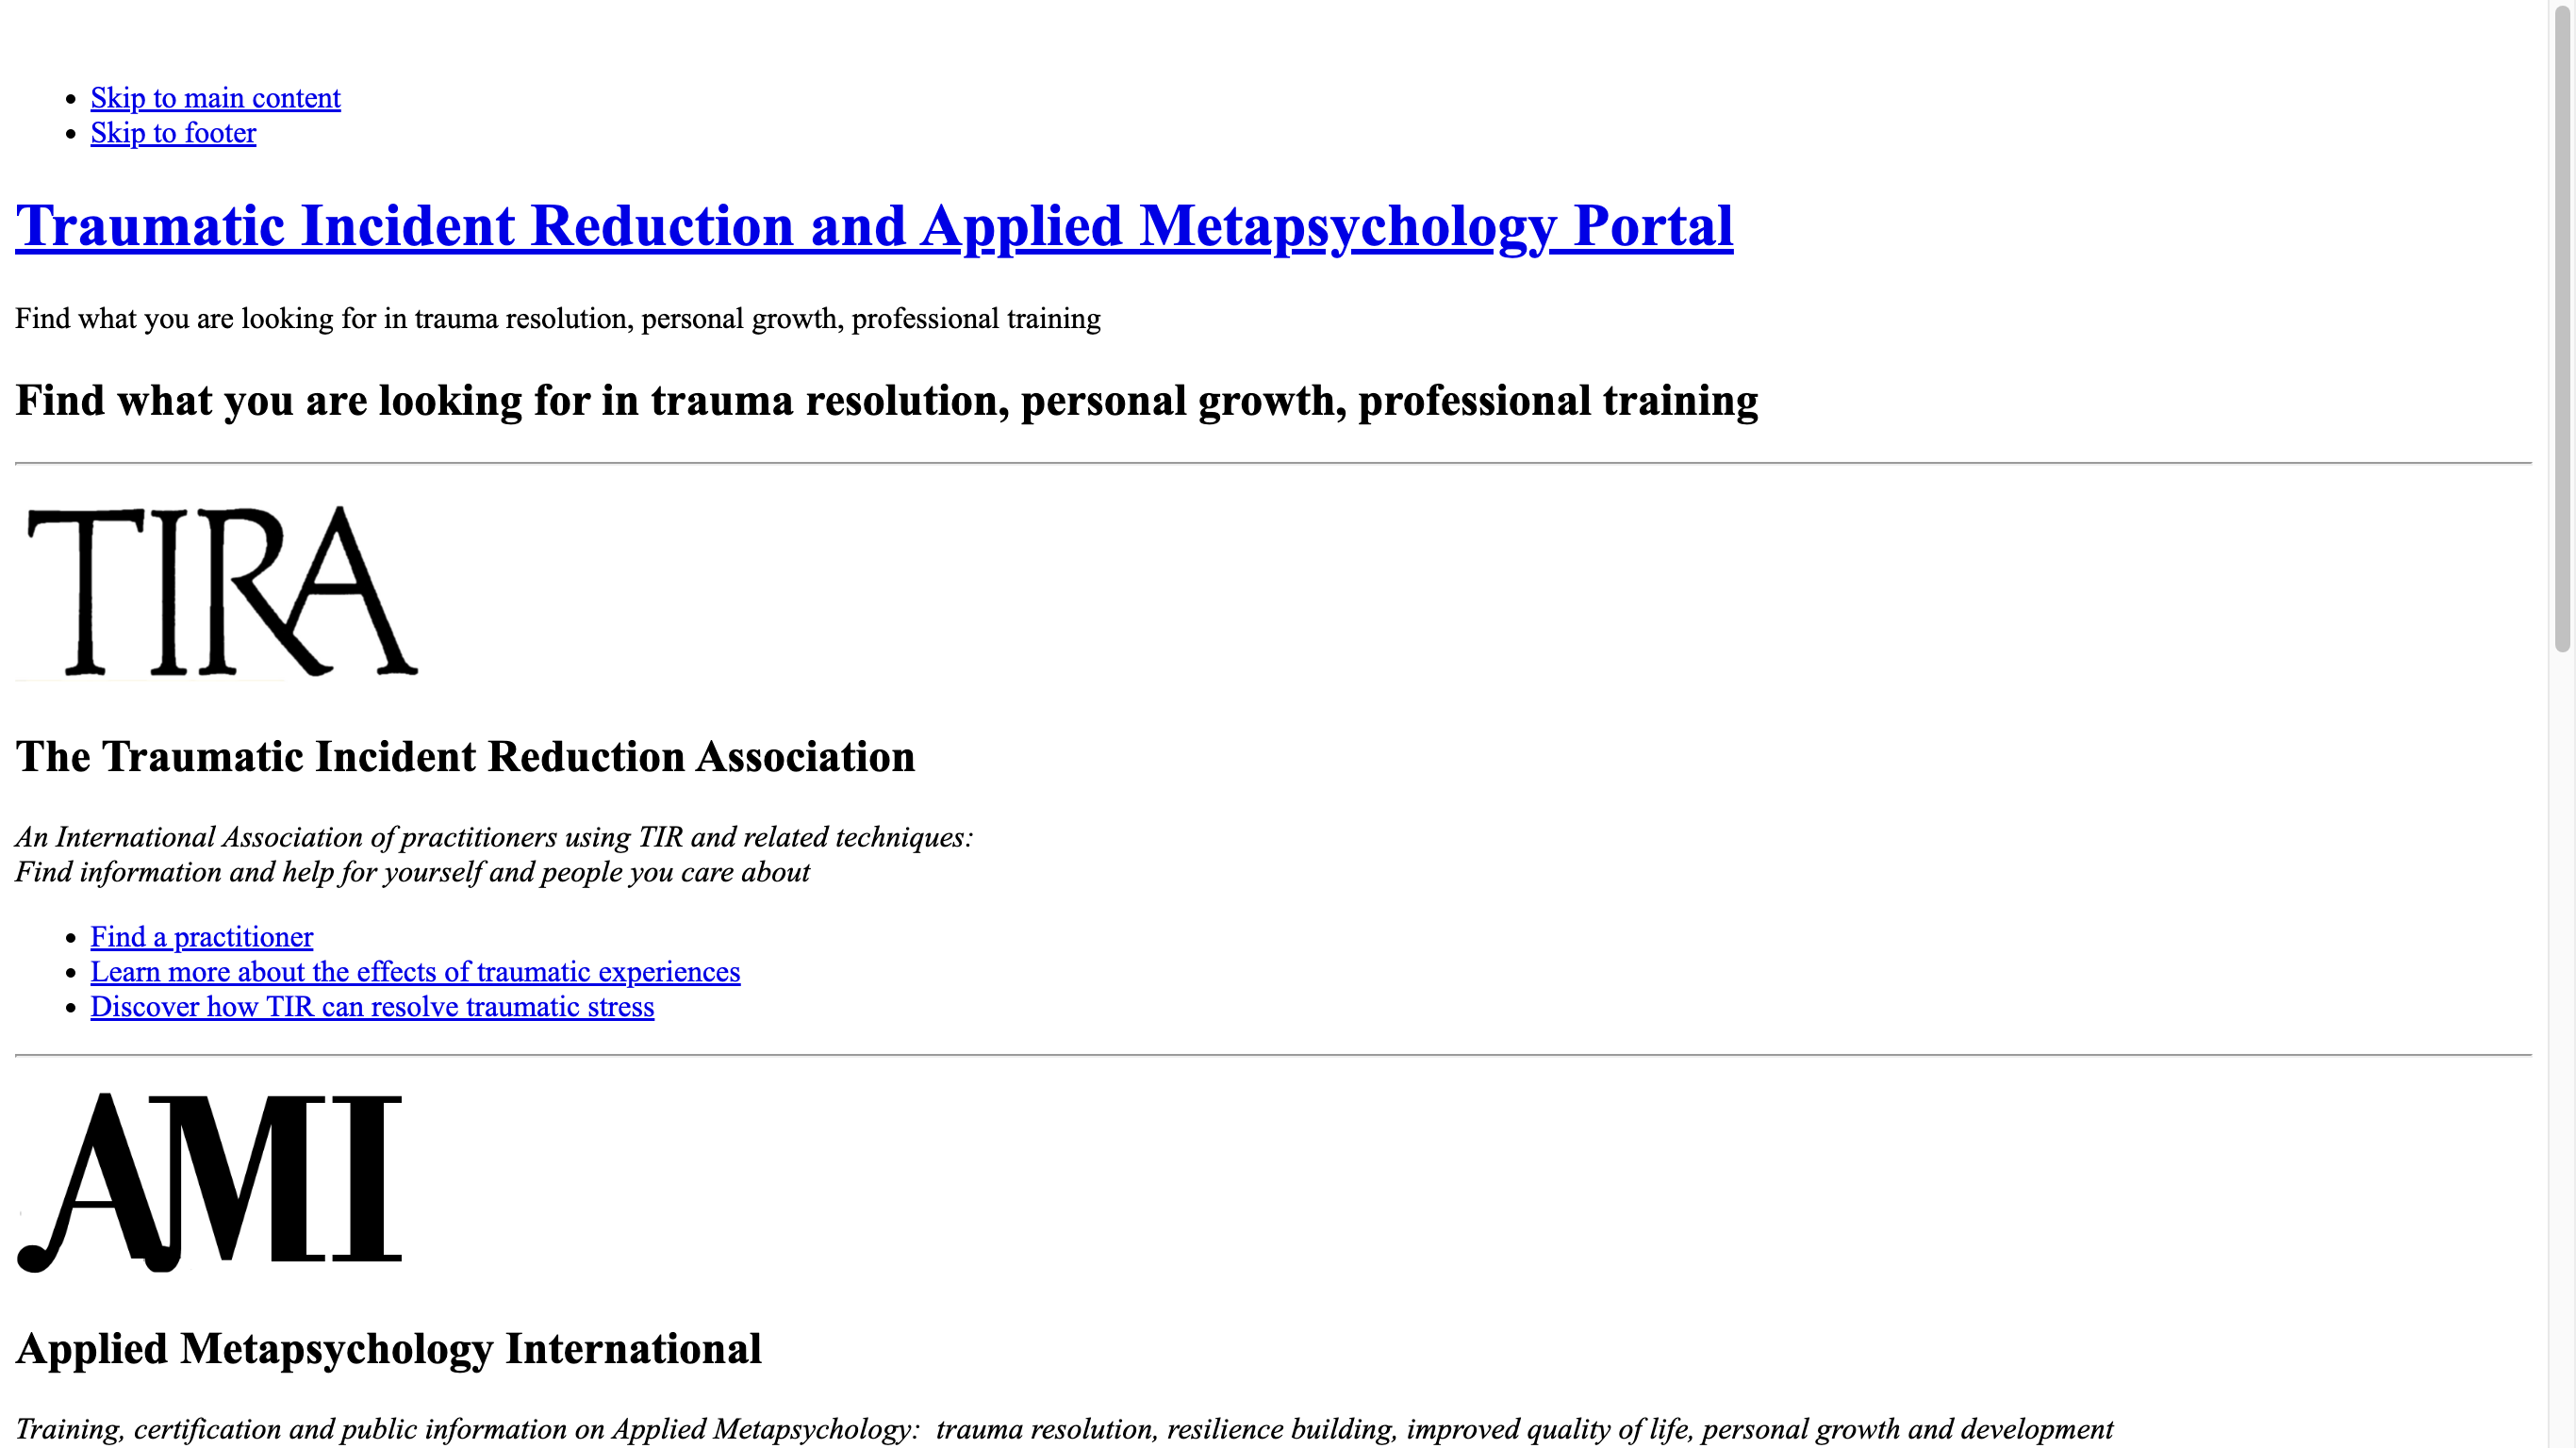 Skip to main content
Skip to footer
Traumatic Incident Reduction and Applied Metapsychology Portal
Find what you are looking for in trauma resolution, personal growth, professional training
Find what you are looking for in trauma resolution, personal growth, professional training
TIRA
The Traumatic Incident Reduction Association
An International Association of practitioners using TIR and related techniques:
Find information and help for yourself and people you care about
Find a practitioner
Learn more about the effects of traumatic experiences
Discover how TIR can resolve traumatic stress
AMI
Applied Metapsychology International
Training, certification and public information on Applied Metapsychology:  trauma resolution, resilience building, improved quality of life, personal growth and development